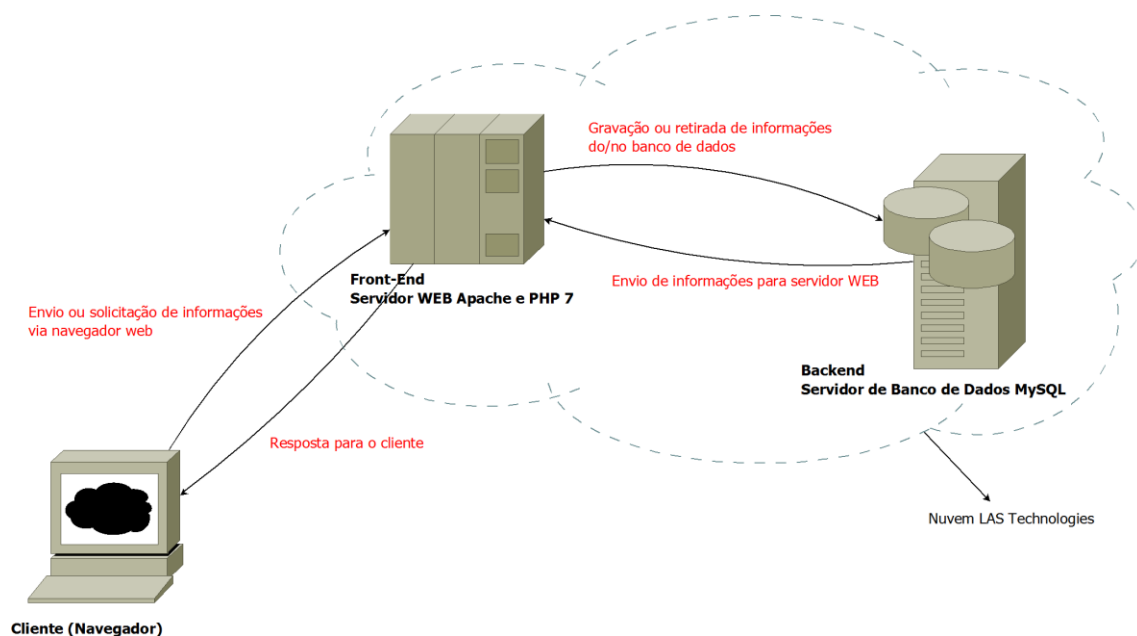 Gravação ou retirada de informações
do/no banco de dados
Front-End
Servidor WEB Apache e PHP 7
Envio de informações para servidor WEB
Envio ou solicitação de informações
via navegador web
Backend
Servidor de Banco de Dados MySQL
Resposta para o cliente
Nuvem LAS Technologies
Cliente (Navegador)